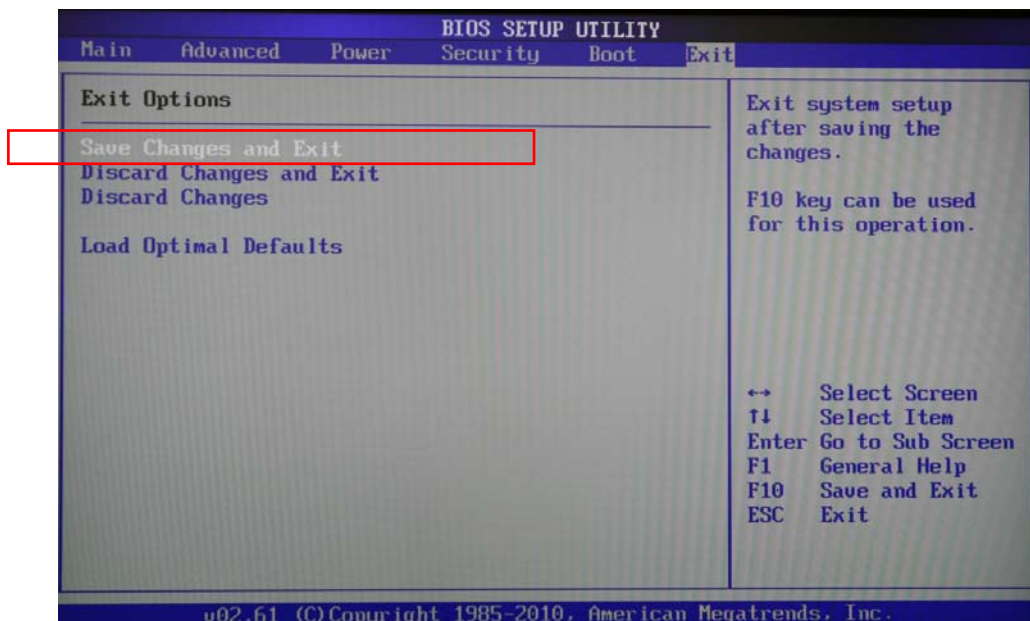 BIOS SETUP UTILITY
Main Advanced Power Security Boot Exit
Exit Options
Save Changes and Exit
Discard Changes and Exit
Discard Changes
Load Optimal Defaults
Exit system setup
after saving the
changes.
F10 key can be used
for this operation.
↔ Select Screen
↑↓ Select Item
Enter Go to Sub Screen
F1 General Help
F10 Save and Exit
ESC Exit
v02.61 (C)Copyright 1985-2010, American Megatrends, Inc.